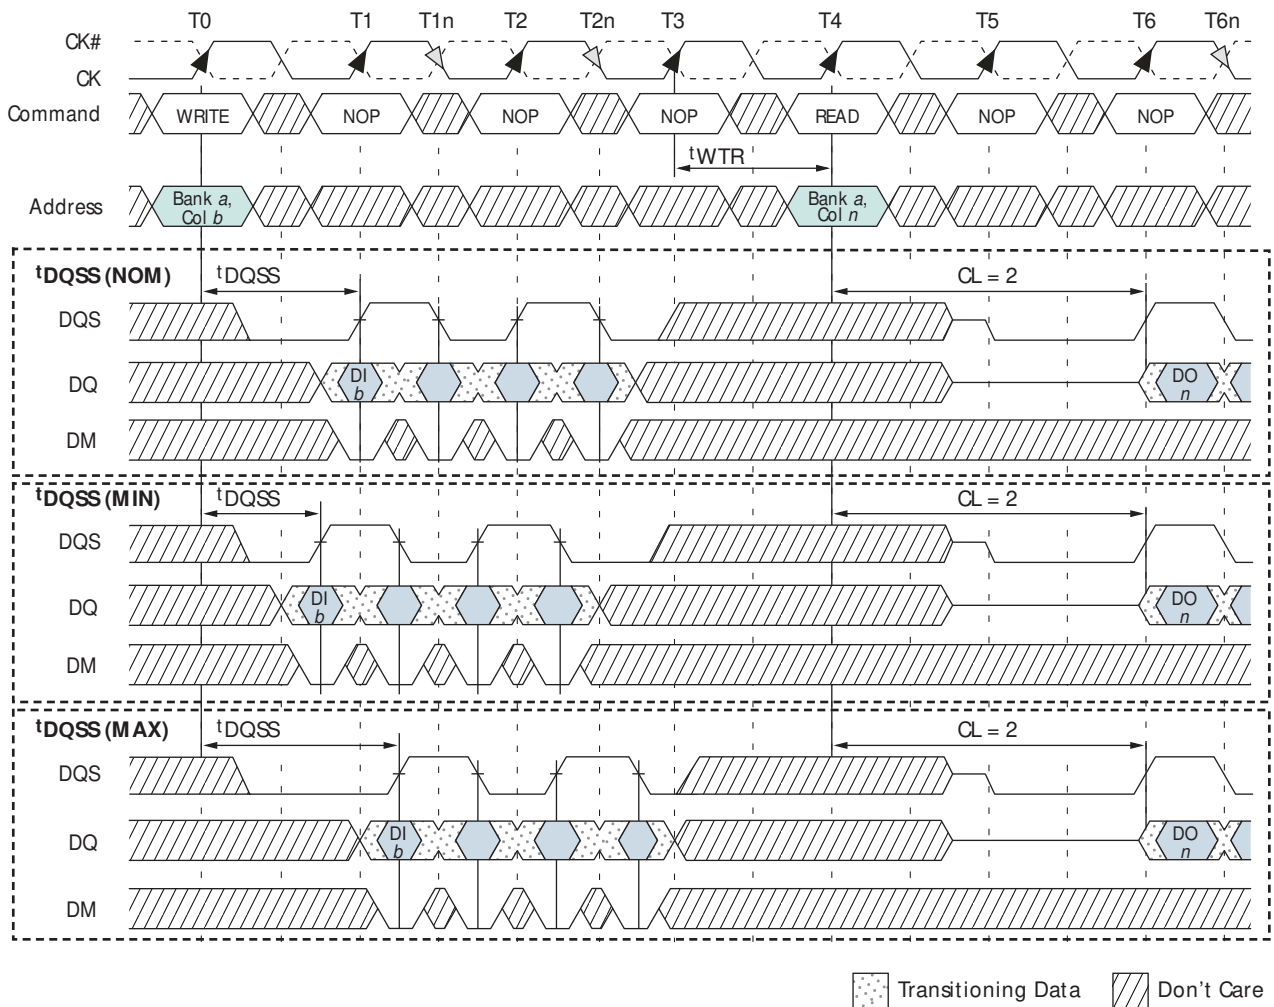 T0 T1 T1n T2 T2n T3 T4 T5 T6 T6n
CK#
CK
Command WRITE NOP NOP NOP READ NOP NOP
tWTR
Address Bank a, Col b Bank a, Col n
tDQSS (NOM) tDQSS CL = 2
DQS
DQ DI b DO n
DM
tDQSS (MIN) tDQSS CL = 2
DQS
DQ DI b DO n
DM
tDQSS (MAX) tDQSS CL = 2
DQS
DQ DI b DO n
DM
Transitioning Data Don't Care